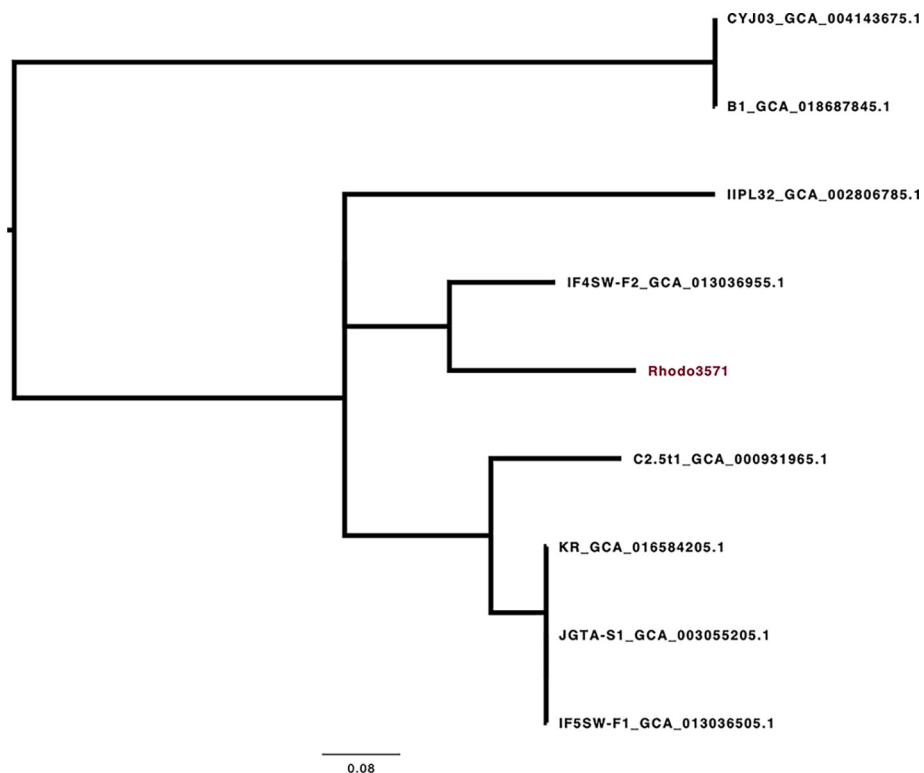 CYJ03_GCA_004143675.1
B1_GCA_018687845.1
IIPL32_GCA_002806785.1
IF4SW-F2_GCA_013036955.1
Rhodo3571
C2.5t1_GCA_000931965.1
KR_GCA_016584205.1
JGTA-S1_GCA_003055205.1
IF5SW-F1_GCA_013036505.1
0.08